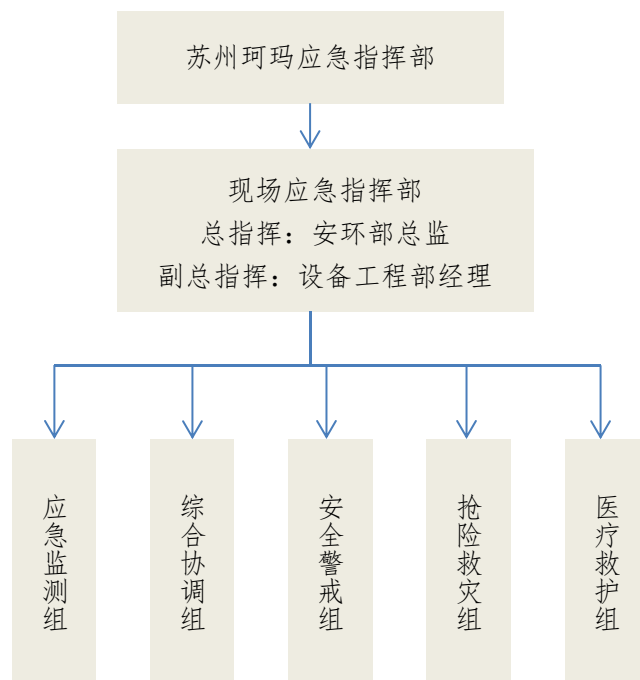 苏州珂玛应急指挥部
现场应急指挥部
总指挥：安环部总监
副总指挥：设备工程部经理
应急监测组
综合协调组
安全警戒组
抢险救灾组
医疗救护组